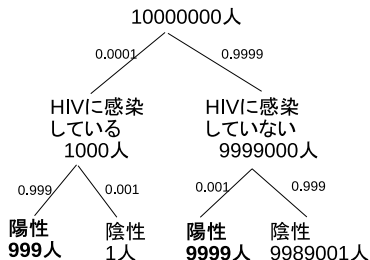 10000000人
0.0001
0.9999
HIVに感染
している
1000人
HIVに感染
していない
9999000人
0.999
0.001
0.001
0.999
陽性
999人
陰性
1人
陽性
9999人
陰性
9989001人